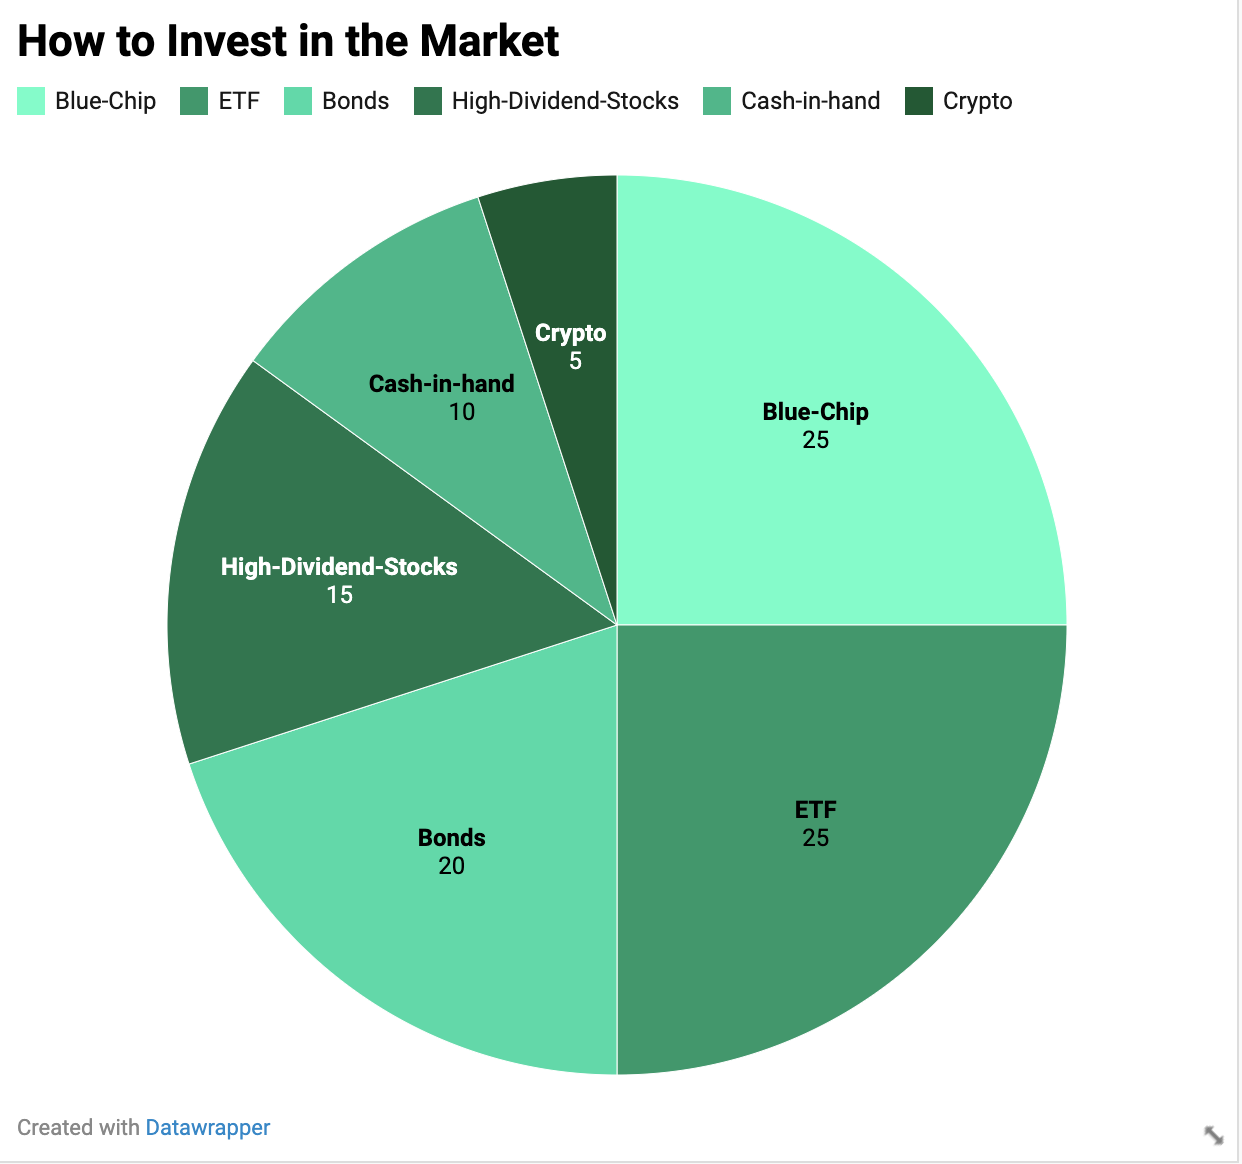 How to Invest in the Market
Blue-Chip ETF Bonds High-Dividend-Stocks Cash-in-hand Crypto
Crypto
5
Cash-in-hand
10
Blue-Chip
25
High-Dividend-Stocks
15
ETF
25
Bonds
20
Created with Datawrapper